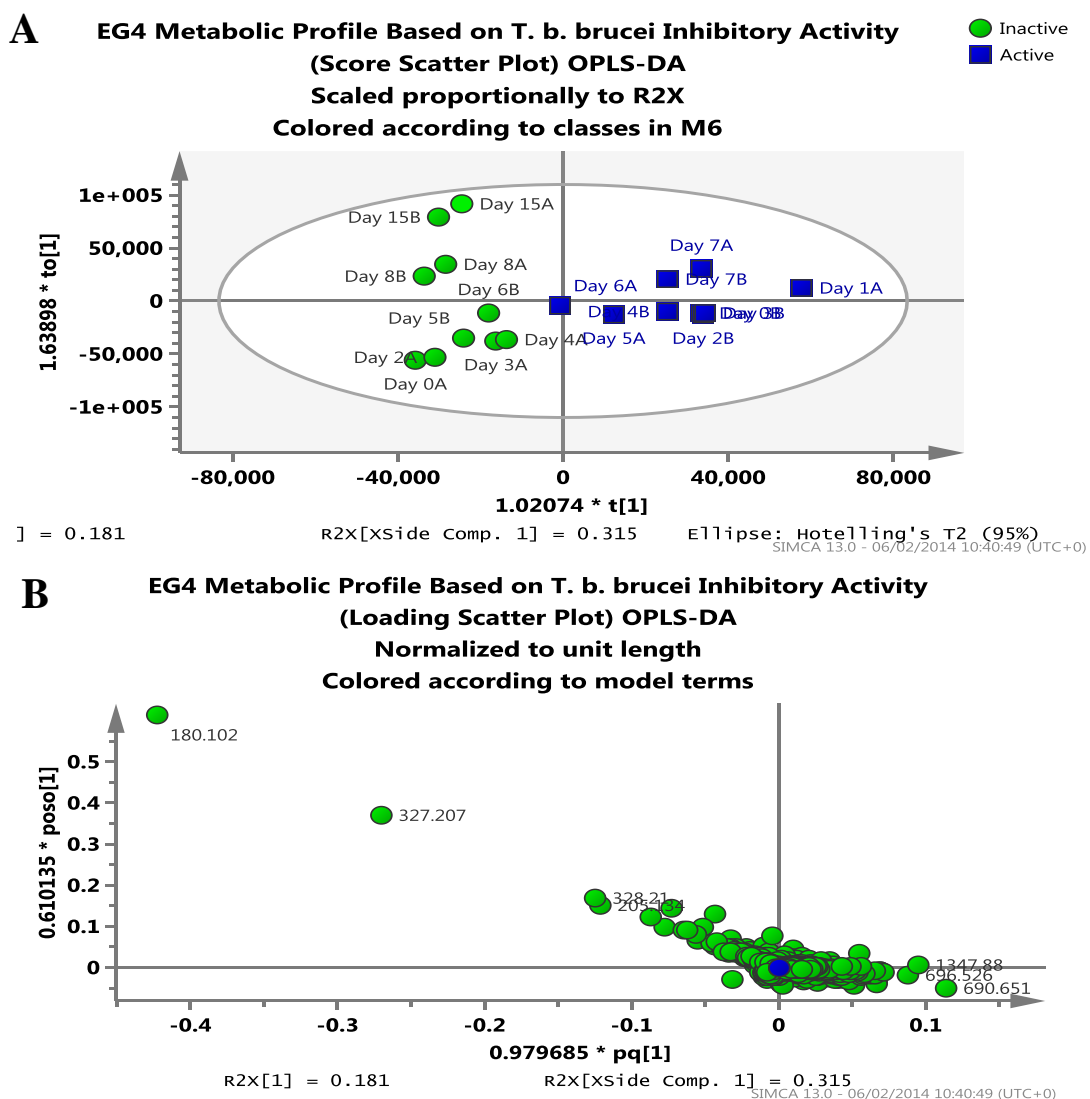 A
EG4 Metabolic Profile Based on T. b. brucei Inhibitory Activity
(Score Scatter Plot) OPLS-DA
Scaled proportionally to R2X
Colored according to classes in M6
Inactive
Active
1.63898 * to[1]
1e+005
50,000
0
-50,000
-1e+005
Day 15A
Day 15B
Day 8A
Day 8B
Day 6B
Day 5B
Day 4A
Day 2A
Day 3A
Day 0A
Day 7A
Day 7B
Day 6A
Day 1A
Day 4B
Day 3B
Day 5A
Day 2B
-80,000
-40,000
0
40,000
80,000
1.02074 * t[1]
] = 0.181 R2X[XSide Comp. 1] = 0.315 Ellipse: Hotelling's T2 (95%)
SIMCA 13.0 - 06/02/2014 10:40:49 (UTC+0)
B
EG4 Metabolic Profile Based on T. b. brucei Inhibitory Activity
(Loading Scatter Plot) OPLS-DA
Normalized to unit length
Colored according to model terms
0.610135 * poso[1]
0.5
0.4
0.3
0.2
0.1
0
180.102
327.207
328.21
205.134
1347.88
696.526
690.651
-0.4
-0.3
-0.2
-0.1
0
0.1
0.979685 * pq[1]
R2X[1] = 0.181 R2X[XSide Comp. 1] = 0.315
SIMCA 13.0 - 06/02/2014 10:40:49 (UTC+0)